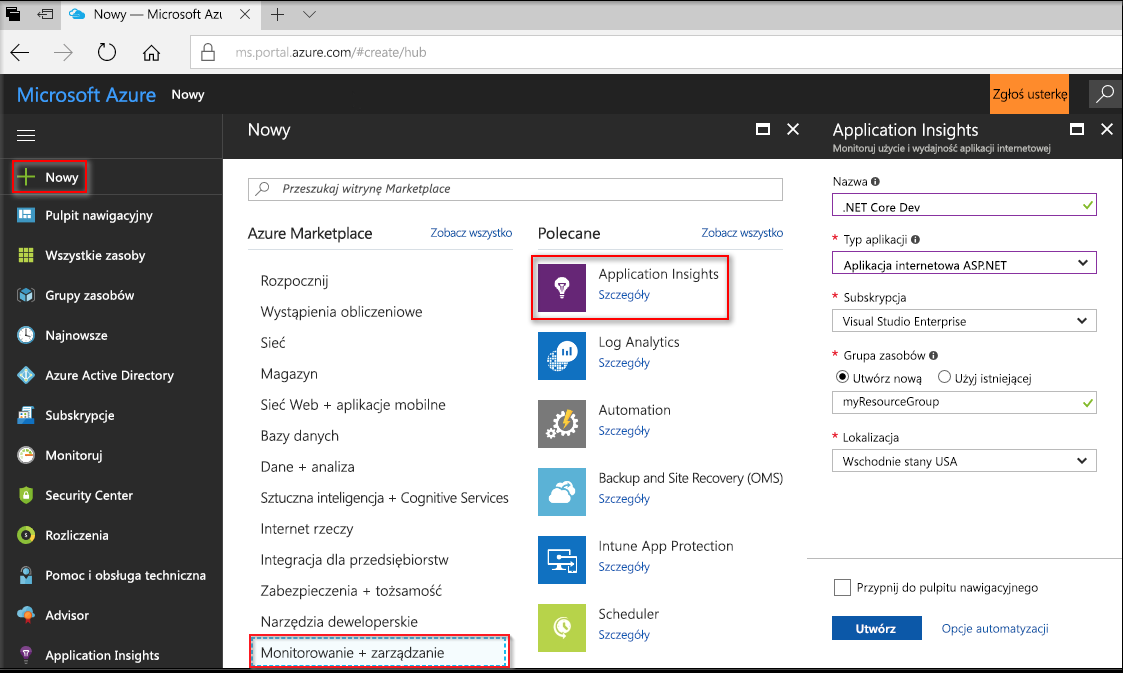 Nowy — Microsoft Azu
ms.portal.azure.com/#create/hub
Microsoft Azure Nowy
Zgłoś usterkę
Nowy
Pulpit nawigacyjny
Wszystkie zasoby
Grupy zasobów
Najnowsze
Azure Active Directory
Subskrypcje
Monitoruj
Security Center
Rozliczenia
Pomoc i obsługa techniczna
Advisor
Application Insights
Nowy
Przeszukaj witrynę Marketplace
Azure Marketplace Zobacz wszystko
Rozpocznij
Wystąpienia obliczeniowe
Sieć
Magazyn
Sieć Web + aplikacje mobilne
Bazy danych
Dane + analiza
Sztuczna inteligencja + Cognitive Services
Internet rzeczy
Integracja dla przedsiębiorstw
Zabezpieczenia + tożsamość
Narzędzia deweloperskie
Monitorowanie + zarządzanie
Polecane Zobacz wszystko
Application Insights
Szczegóły
Log Analytics
Szczegóły
Automation
Szczegóły
Backup and Site Recovery (OMS)
Szczegóły
Intune App Protection
Szczegóły
Scheduler
Szczegóły
Application Insights
Monitoruj użycie i wydajność aplikacji internetowej
Nazwa
.NET Core Dev
* Typ aplikacji
Aplikacja internetowa ASP.NET
* Subskrypcja
Visual Studio Enterprise
* Grupa zasobów
Utwórz nową Użyj istniejącej
myResourceGroup
* Lokalizacja
Wschodnie stany USA
Przypnij do pulpitu nawigacyjnego
Utwórz Opcje automatyzacji